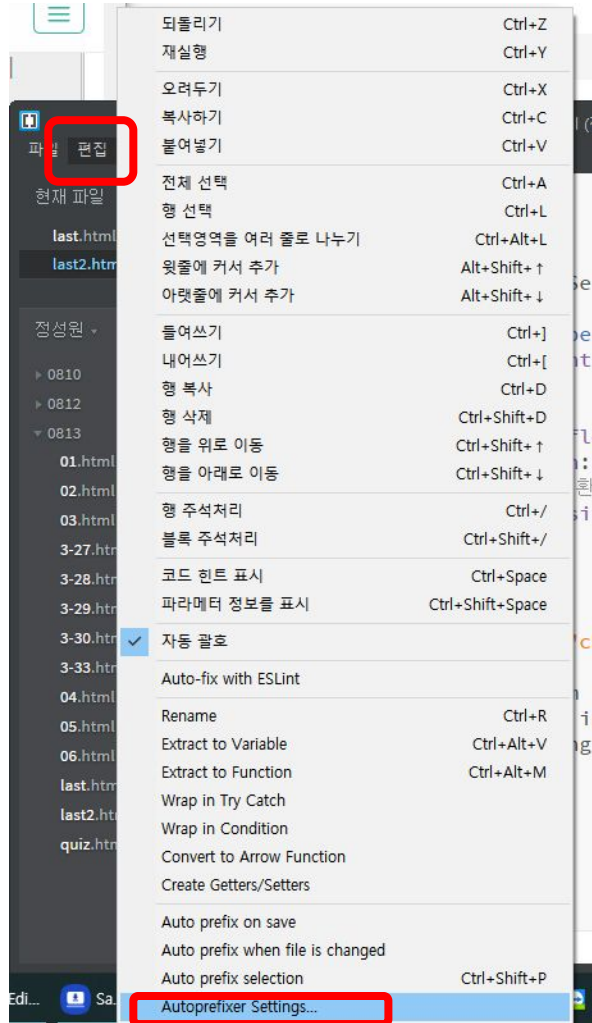 되돌리기 Ctrl+Z
재실행 Ctrl+Y
오려두기 Ctrl+X
복사하기 Ctrl+C
붙여넣기 Ctrl+V
전체 선택 Ctrl+A
행 선택 Ctrl+L
선택영역을 여러 줄로 나누기 Ctrl+Alt+L
윗줄에 커서 추가 Alt+Shift+↑
아랫줄에 커서 추가 Alt+Shift+↓
들여쓰기 Ctrl+]
내어쓰기 Ctrl+[
행 복사 Ctrl+D
행 삭제 Ctrl+Shift+D
행을 위로 이동 Ctrl+Shift+↑
행을 아래로 이동 Ctrl+Shift+↓
행 주석처리 Ctrl+/
블록 주석처리 Ctrl+Shift+/
코드 힌트 표시 Ctrl+Space
파라메터 정보를 표시 Ctrl+Shift+Space
자동 괄호
Auto-fix with ESLint
Rename Ctrl+R
Extract to Variable Ctrl+Alt+V
Extract to Function Ctrl+Alt+M
Wrap in Try Catch
Wrap in Condition
Convert to Arrow Function
Create Getters/Setters
Auto prefix on save
Auto prefix when file is changed
Auto prefix selection Ctrl+Shift+P
Autoprefixer Settings...
파일 편집
현재 파일
last.html
last2.htm
정성원
0810
0812
0813
01.html
02.html
03.html
3-27.htm
3-28.htm
3-29.htm
3-30.htm
3-33.htm
04.html
05.html
06.html
last.htm
last2.ht
quiz.htm
Edi... Sa.